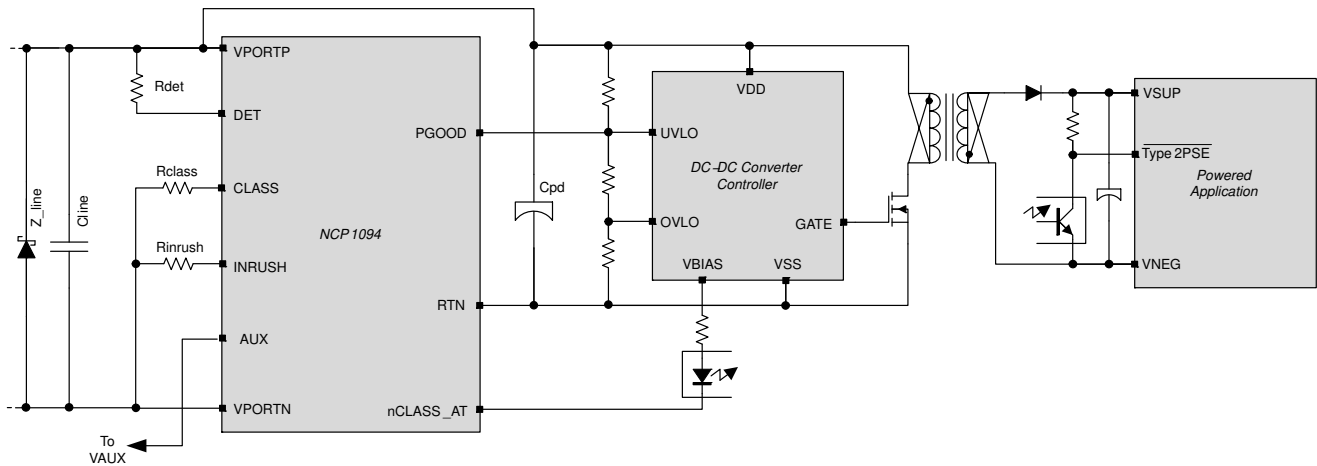 VPORTP
Rdet
DET
Rclass
CLASS
Z_line
Cline
Rinrush
INRUSH
AUX
VPORTN
To
VAUX
NCP1094
PGOOD
RTN
nCLASS_AT
Cpd
VDD
UVLO
DC-DC Converter
Controller
OVLO
GATE
VBIAS
VSS
VSUP
Type 2PSE
Powered
Application
VNEG